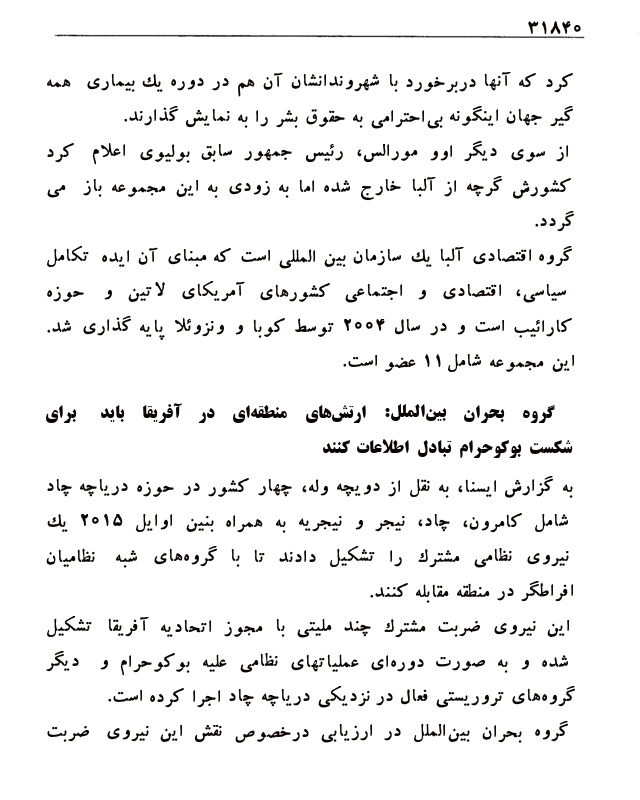 ۳۱۸۴۰
کرد که آنها دربرخورد با شهروندانشان آن هم در دوره یك بیماری همه
گیر جهان اینگونه بی‌احترامی به حقوق بشر را به نمایش گذارند.
از سوی دیگر اوو مورالس، رئیس جمهور سابق بولیوی اعلام کرد
کشورش گرچه از آلبا خارج شده اما به زودی به این مجموعه باز می
گردد.
گروه اقتصادی آلبا یك سازمان بین المللی است که مبنای آن ایده تکامل
سیاسی، اقتصادی و اجتماعی کشورهای آمریکای لاتین و حوزه
کارائیب است و در سال ۲۰۰۴ توسط کوبا و ونزوئلا پایه گذاری شد.
این مجموعه شامل ۱۱ عضو است.
گروه بحران بین‌الملل: ارتش‌های منطقه‌ای در آفریقا باید برای
شکست بوکوحرام تبادل اطلاعات کنند
به گزارش ایسنا، به نقل از دویچه وله، چهار کشور در حوزه دریاچه چاد
شامل کامرون، چاد، نیجر و نیجریه به همراه بنین اوایل ۲۰۱۵ یك
نیروی نظامی مشترك را تشکیل دادند تا با گروه‌های شبه نظامیان
افراطگر در منطقه مقابله کنند.
این نیروی ضربت مشترك چند ملیتی با مجوز اتحادیه آفریقا تشکیل
شده و به صورت دوره‌ای عملیاتهای نظامی علیه بوکوحرام و دیگر
گروه‌های تروریستی فعال در نزدیکی دریاچه چاد اجرا کرده است.
گروه بحران بین‌الملل در ارزیابی درخصوص نقش این نیروی ضربت